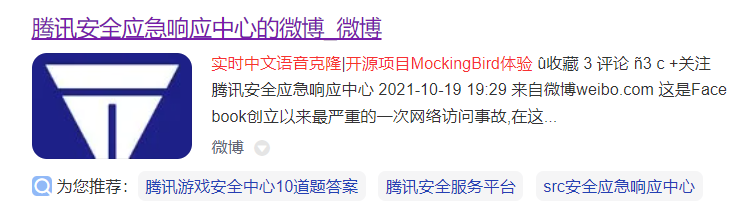 腾讯安全应急响应中心的微博_微博
实时中文语音克隆|开源项目MockingBird体验 û收藏 3 评论 ñ3 c +关注
腾讯安全应急响应中心 2021-10-19 19:29 来自微博weibo.com 这是Face
book创立以来最严重的一次网络访问事故,在这...
微博
为您推荐: 腾讯游戏安全中心10道题答案 腾讯安全服务平台 src安全应急响应中心